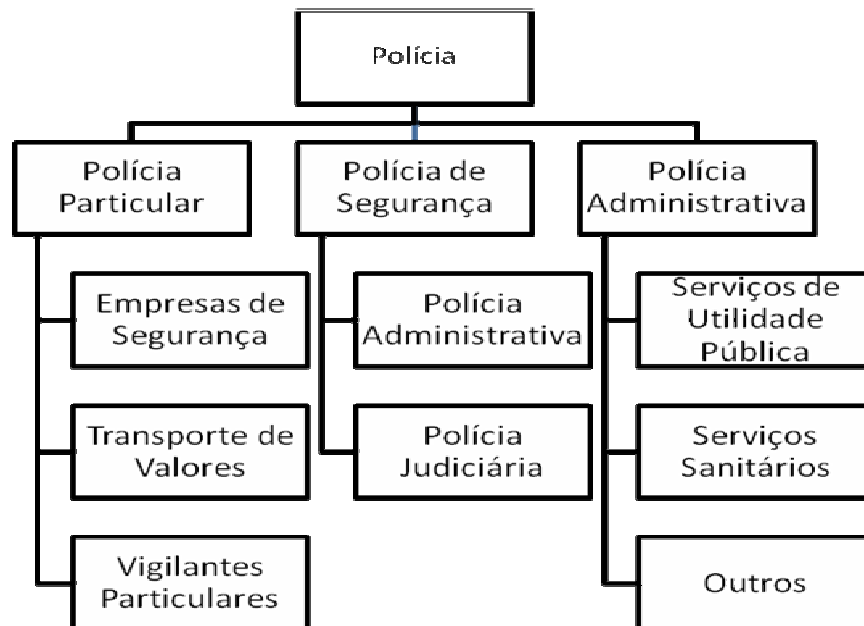 Polícia
Polícia
Particular
Polícia de
Segurança
Polícia
Administrativa
Empresas de
Segurança
Polícia
Administrativa
Serviços de
Utilidade
Pública
Transporte de
Valores
Polícia
Judiciária
Serviços
Sanitários
Vigilantes
Particulares
Outros